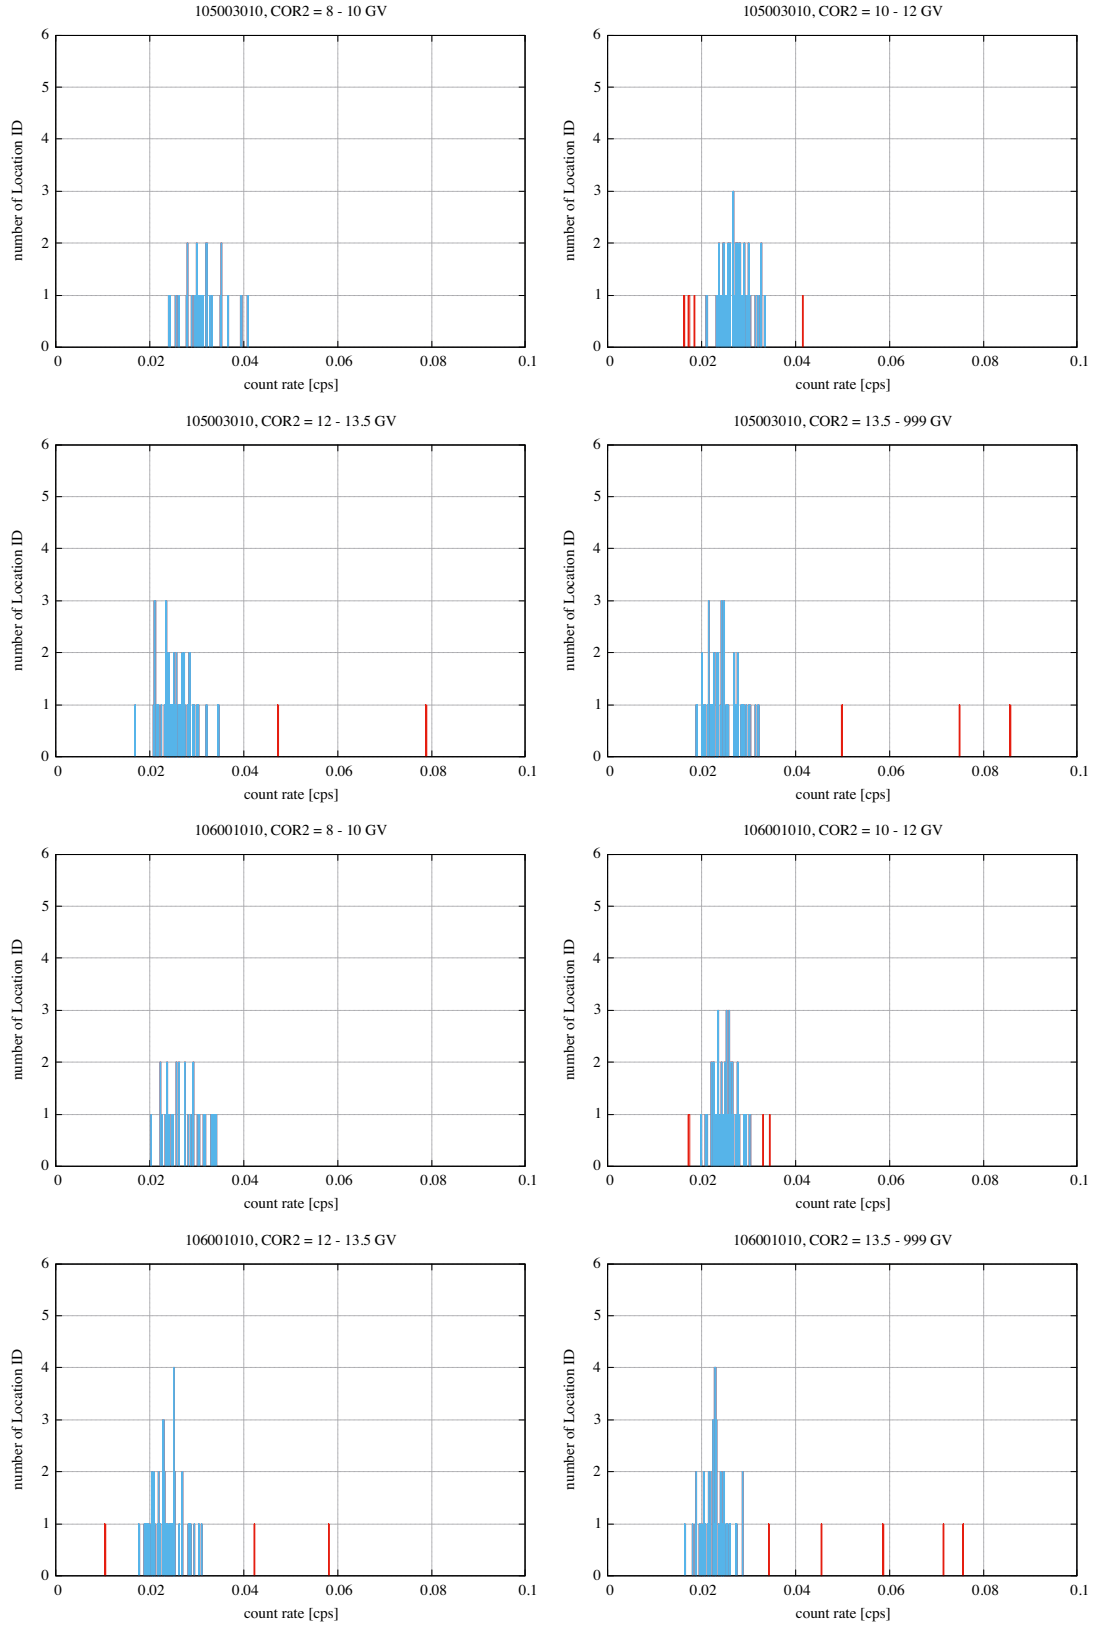 105003010, COR2 = 8 - 10 GV
number of Location ID
6
5
4
3
2
1
0
0 0.02 0.04 0.06 0.08 0.1
count rate [cps]
105003010, COR2 = 10 - 12 GV
number of Location ID
6
5
4
3
2
1
0
0 0.02 0.04 0.06 0.08 0.1
count rate [cps]
105003010, COR2 = 12 - 13.5 GV
number of Location ID
6
5
4
3
2
1
0
0 0.02 0.04 0.06 0.08 0.1
count rate [cps]
105003010, COR2 = 13.5 - 999 GV
number of Location ID
6
5
4
3
2
1
0
0 0.02 0.04 0.06 0.08 0.1
count rate [cps]
106001010, COR2 = 8 - 10 GV
number of Location ID
6
5
4
3
2
1
0
0 0.02 0.04 0.06 0.08 0.1
count rate [cps]
106001010, COR2 = 10 - 12 GV
number of Location ID
6
5
4
3
2
1
0
0 0.02 0.04 0.06 0.08 0.1
count rate [cps]
106001010, COR2 = 12 - 13.5 GV
number of Location ID
6
5
4
3
2
1
0
0 0.02 0.04 0.06 0.08 0.1
count rate [cps]
106001010, COR2 = 13.5 - 999 GV
number of Location ID
6
5
4
3
2
1
0
0 0.02 0.04 0.06 0.08 0.1
count rate [cps]